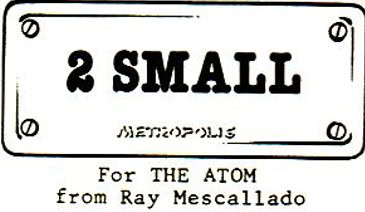 2 SMALL
METROPOLIS
For THE ATOM
from Ray Mescallado